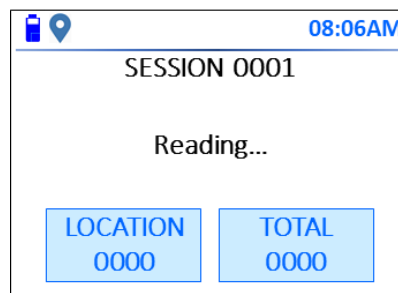 08:06AM
SESSION 0001
Reading...
LOCATION TOTAL
0000 0000